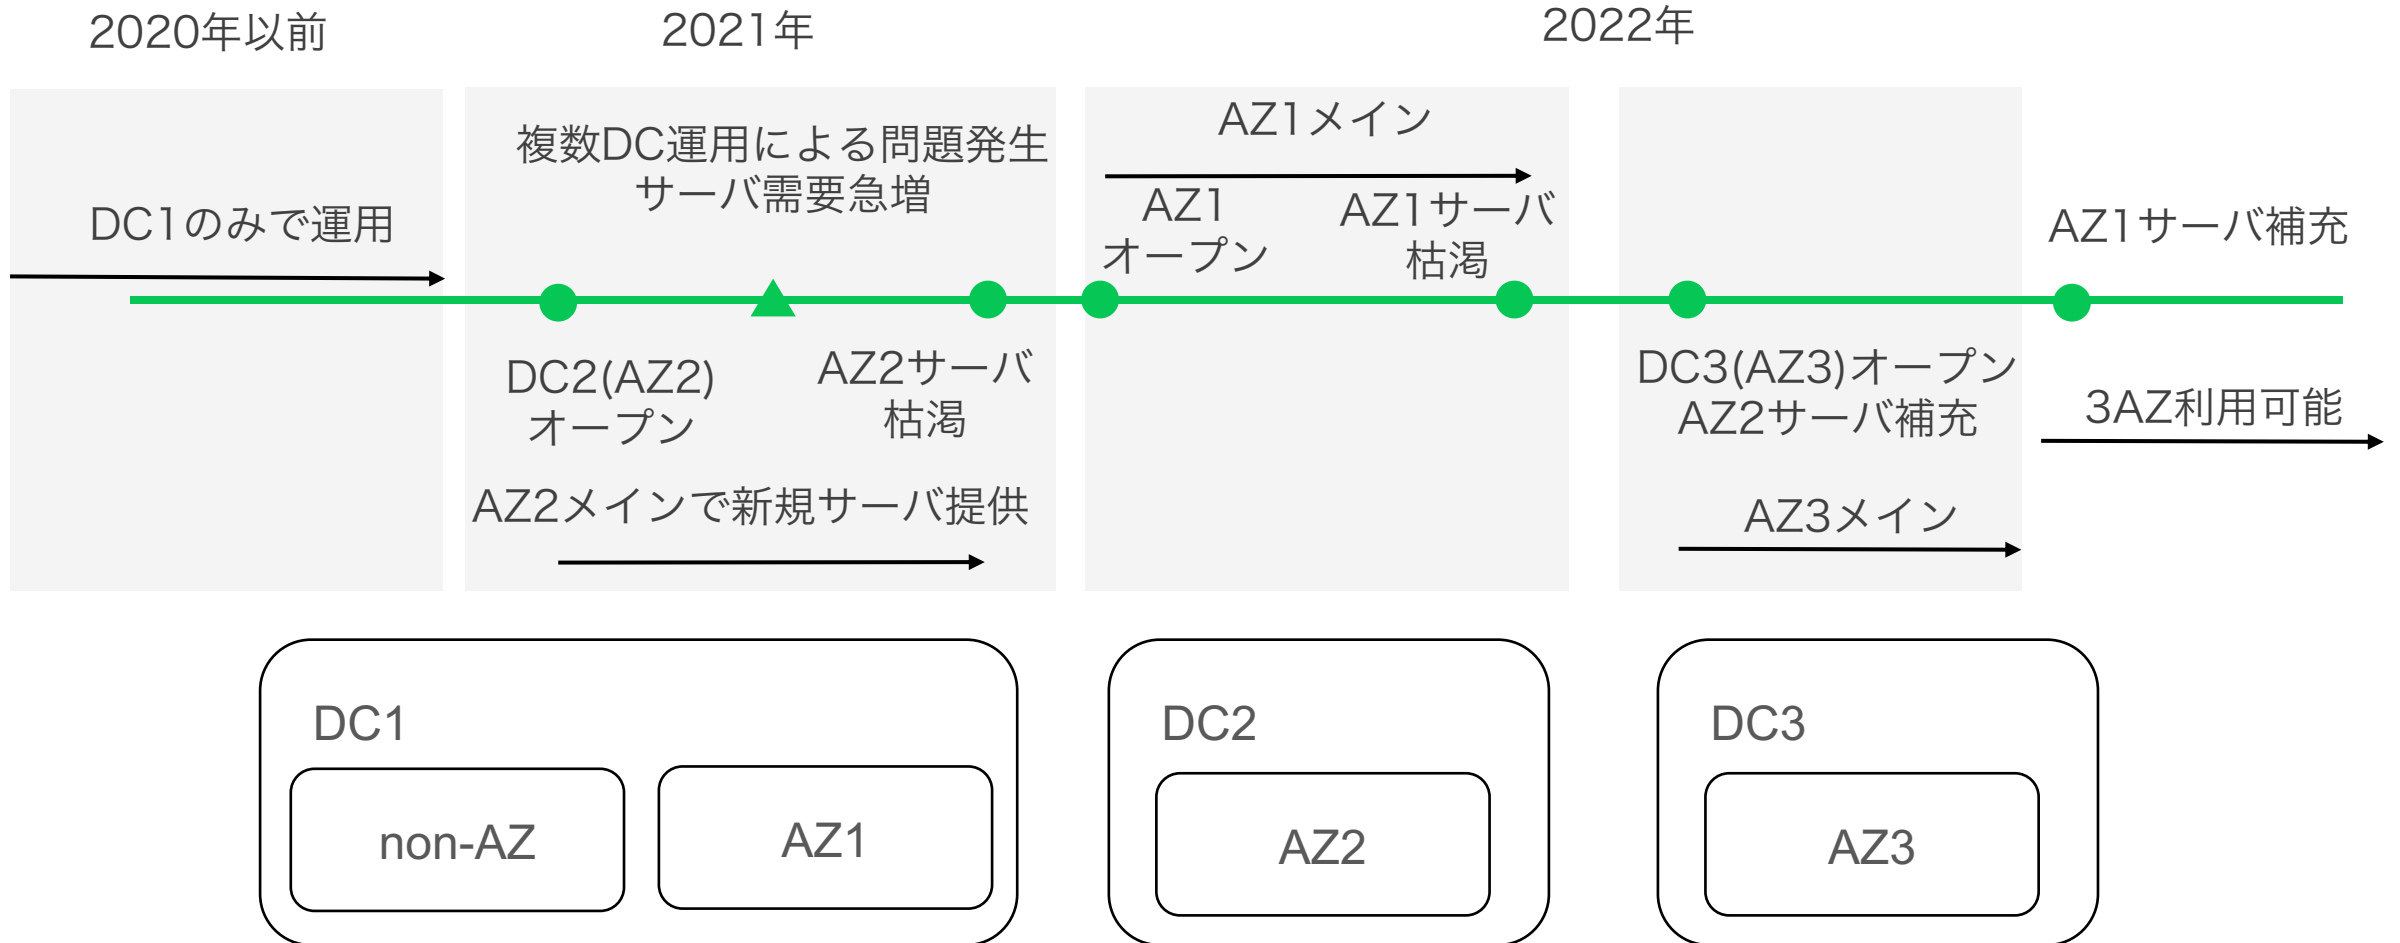 2020年以前
2021年
2022年
DC1のみで運用
複数DC運用による問題発生
サーバ需要急増
DC2(AZ2)
オープン
AZ2サーバ
枯渇
AZ2メインで新規サーバ提供
AZ1メイン
AZ1
オープン
AZ1サーバ
枯渇
DC3(AZ3)オープン
AZ2サーバ補充
AZ3メイン
AZ1サーバ補充
3AZ利用可能
DC1
non-AZ
AZ1
DC2
AZ2
DC3
AZ3